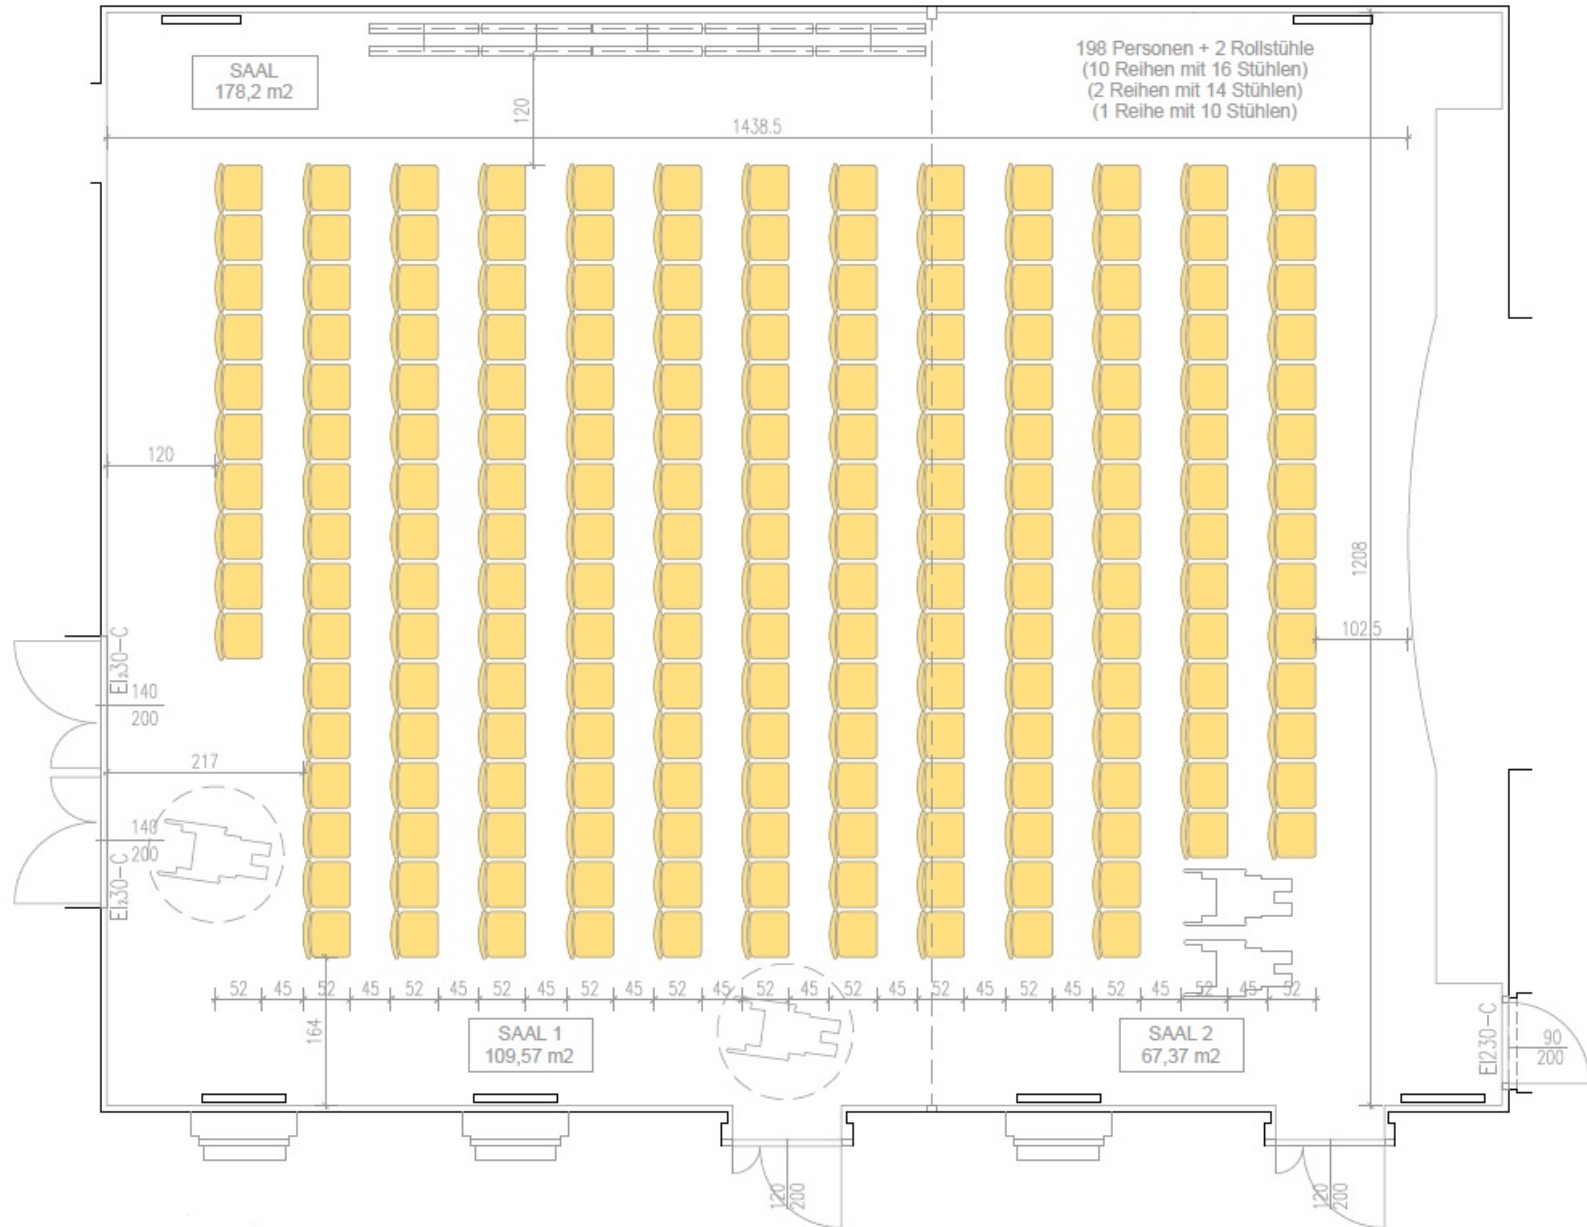 SAAL
178,2 m2
198 Personen + 2 Rollstühle
(10 Reihen mit 16 Stühlen)
(2 Reihen mit 14 Stühlen)
(1 Reihe mit 10 Stühlen)
120
1438.5
120
1208
102.5
EI₂30-C
140
200
217
140
200
EI₂30-C
52 45 52 45 52 45 52 45 52 45 52 45 52 45 52 45 52 45 52 45 52 45 52 45 52
164
SAAL 1
109,57 m2
SAAL 2
67,37 m2
EI230-C
90
200
120
200
120
200